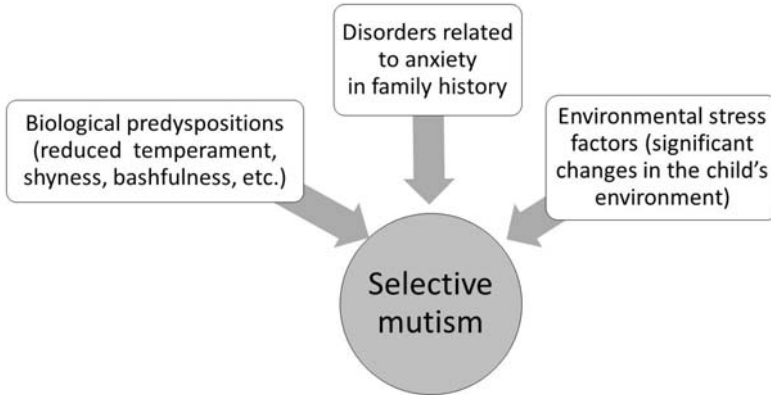 Disorders related
to anxiety
in family history
Biological predyspositions
(reduced temperament,
shyness, bashfulness, etc.)
Environmental stress
factors (significant
changes in the child's
environment)
Selective
mutism